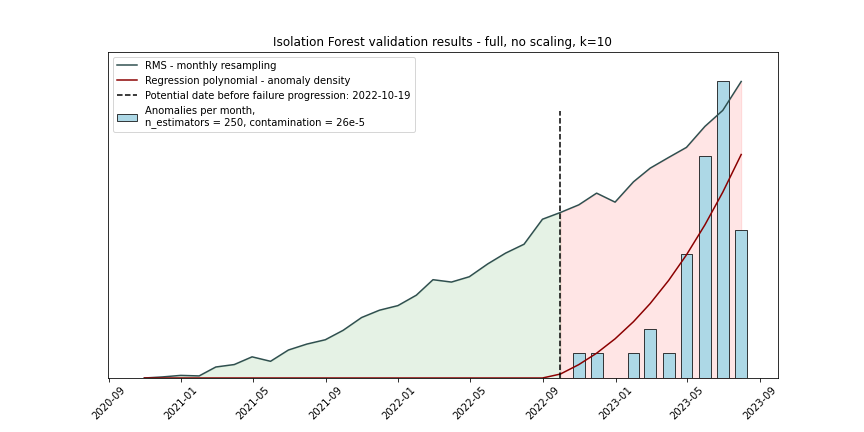 Isolation Forest validation results - full, no scaling, k=10
RMS - monthly resampling
Regression polynomial - anomaly density
Potential date before failure progression: 2022-10-19
Anomalies per month,
n_estimators = 250, contamination = 26e-5
2020-09
2021-01
2021-05
2021-09
2022-01
2022-05
2022-09
2023-01
2023-05
2023-09